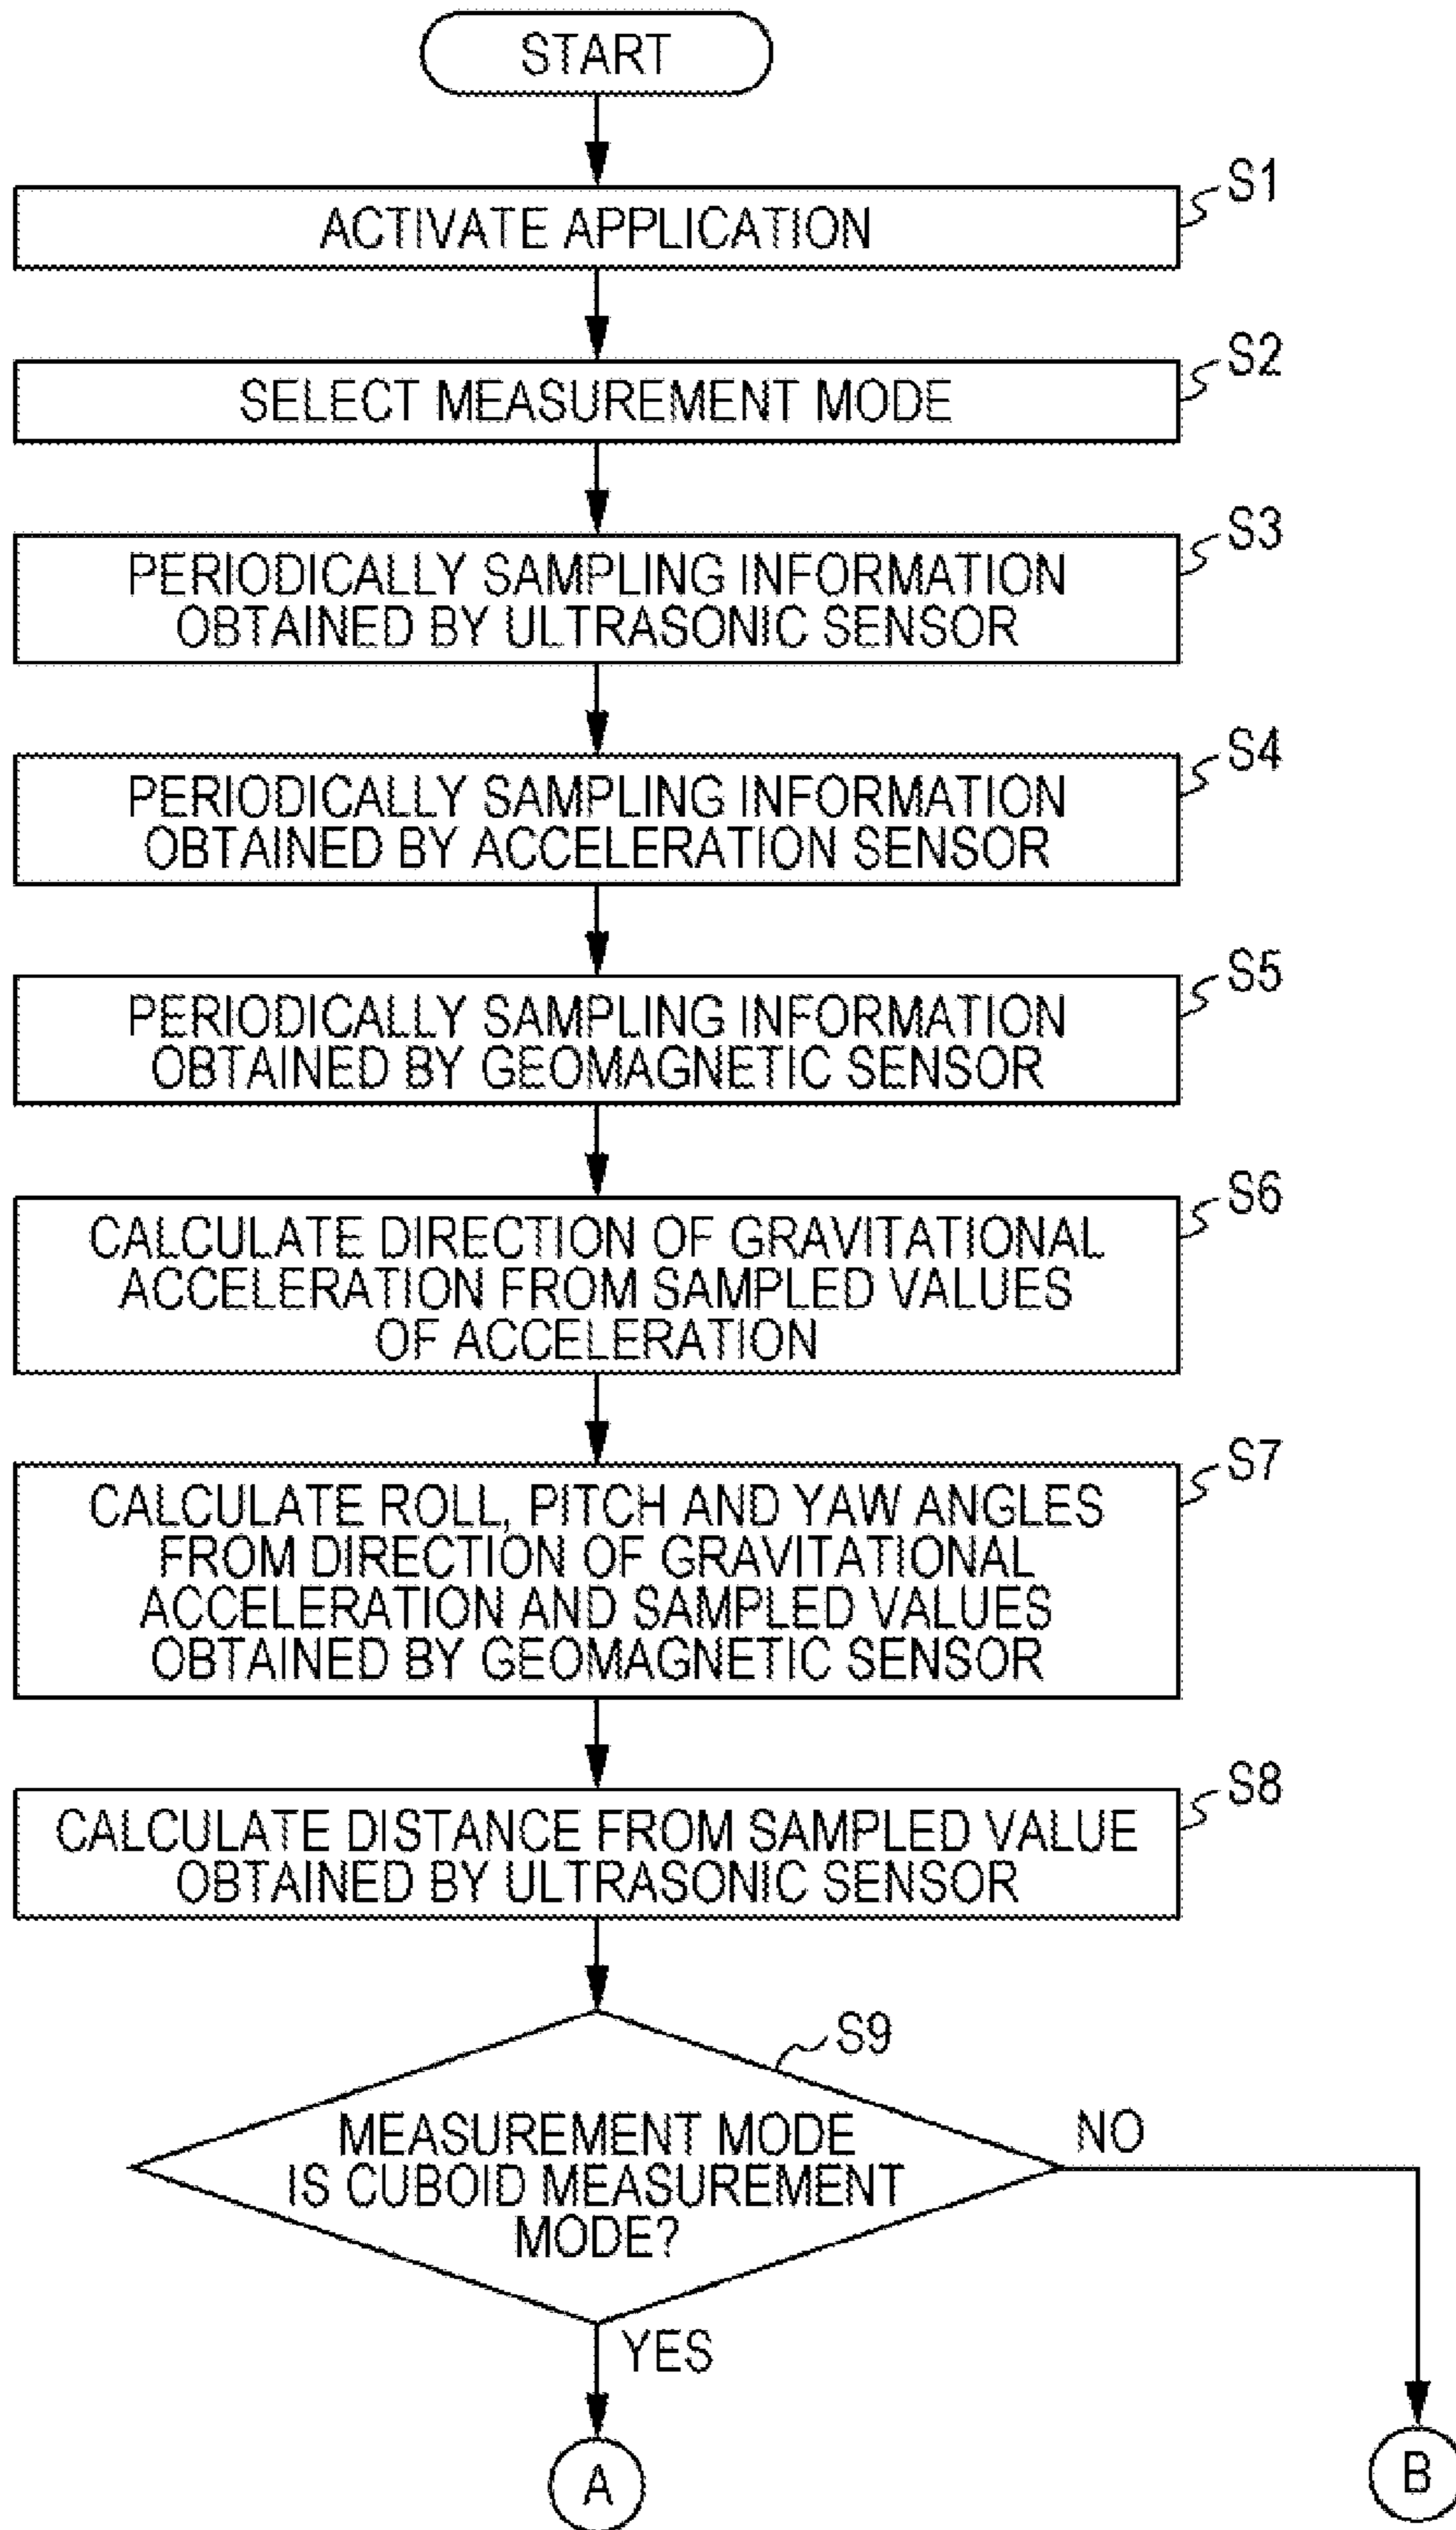 START
S1
ACTIVATE APPLICATION
S2
SELECT MEASUREMENT MODE
S3
PERIODICALLY SAMPLING INFORMATION
OBTAINED BY ULTRASONIC SENSOR
S4
PERIODICALLY SAMPLING INFORMATION
OBTAINED BY ACCELERATION SENSOR
S5
PERIODICALLY SAMPLING INFORMATION
OBTAINED BY GEOMAGNETIC SENSOR
S6
CALCULATE DIRECTION OF GRAVITATIONAL
ACCELERATION FROM SAMPLED VALUES
OF ACCELERATION
S7
CALCULATE ROLL, PITCH AND YAW ANGLES
FROM DIRECTION OF GRAVITATIONAL
ACCELERATION AND SAMPLED VALUES
OBTAINED BY GEOMAGNETIC SENSOR
S8
CALCULATE DISTANCE FROM SAMPLED VALUE
OBTAINED BY ULTRASONIC SENSOR
S9
MEASUREMENT MODE
IS CUBOID MEASUREMENT
MODE?
NO
YES
A
B